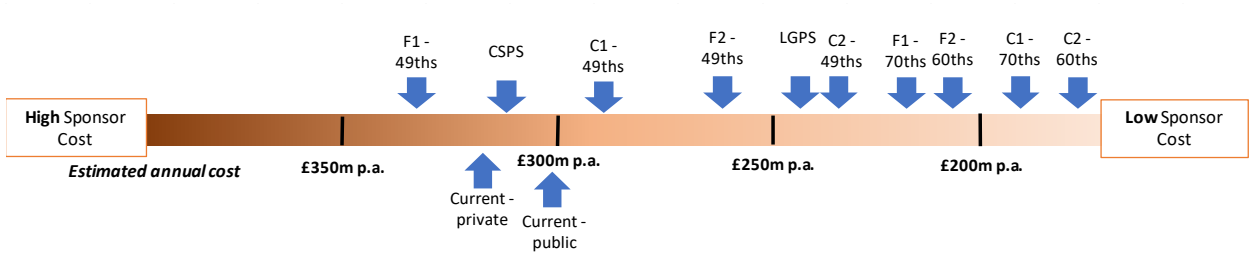 F1 -
49ths
CSPS
C1 -
49ths
F2 -
49ths
LGPS
C2 -
49ths
F1 -
70ths
F2 -
60ths
C1 -
70ths
C2 -
60ths
High Sponsor
Cost
Low Sponsor
Cost
Estimated annual cost
£350m p.a.
£300m p.a.
£250m p.a.
£200m p.a.
Current -
private
Current -
public